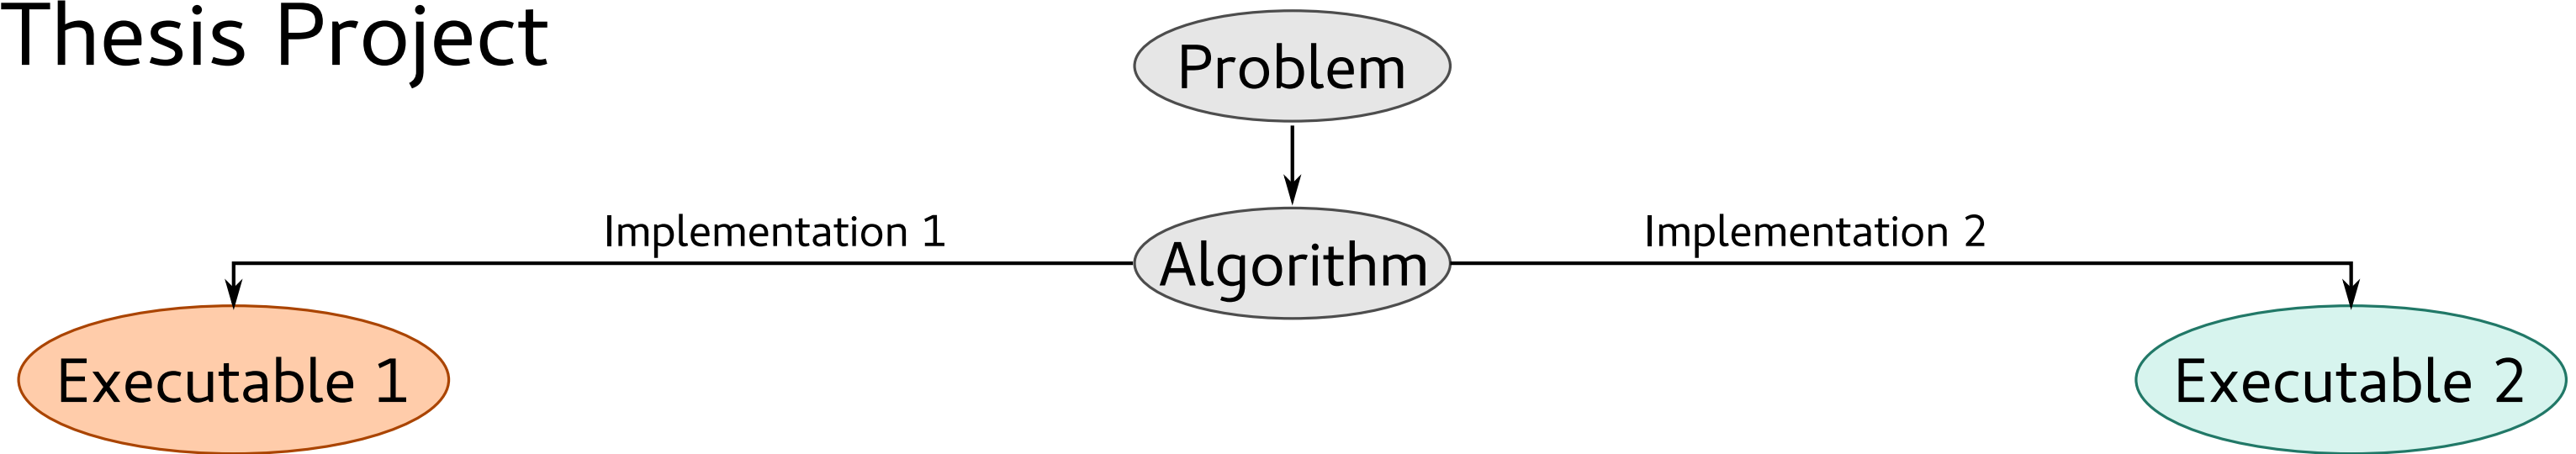 Thesis Project
Problem
Implementation 1
Algorithm
Implementation 2
Executable 1
Executable 2